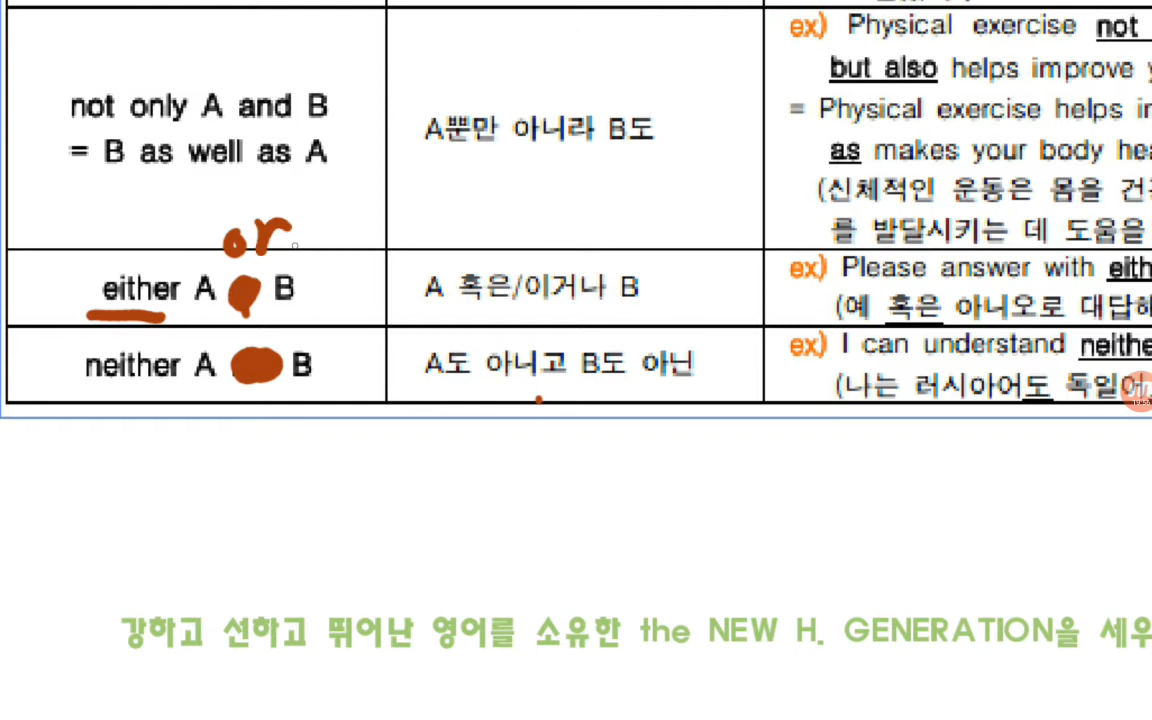 ex) Physical exercise not
but also helps improve y
not only A and B
= B as well as A
A뿐만 아니라 B도
= Physical exercise helps in
as makes your body hea
(신체적인 운동은 몸을 건
를 발달시키는 데 도움을
or
either A B
A 혹은/이거나 B
ex) Please answer with eith
(예 혹은 아니오로 대답해
neither A B
A도 아니고 B도 아닌
ex) I can understand neithe
(나는 러시아어도 독일어
강하고 선하고 뛰어난 영어를 소유한 the NEW H. GENERATION을 세우